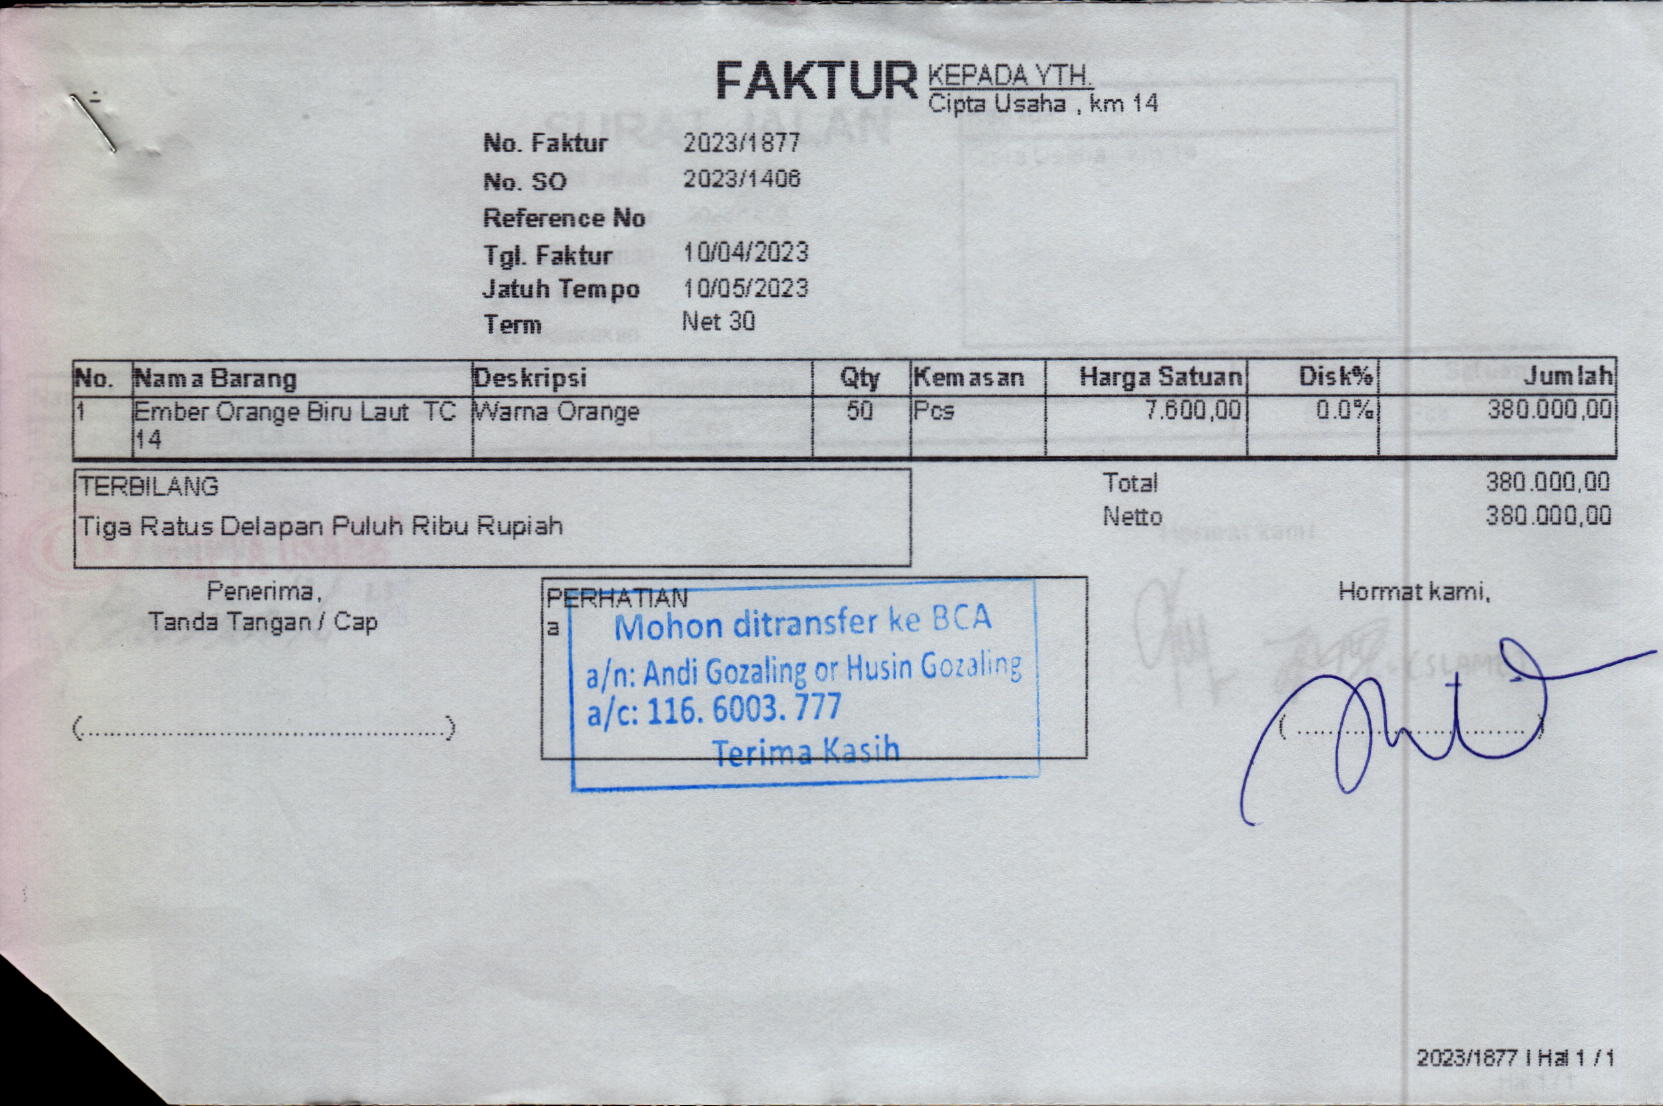 FAKTUR
KEPADA YTH.
Cipta Usaha , km 14
No. Faktur 2023/1877
No. SO 2023/1406
Reference No
Tgl. Faktur 10/04/2023
Jatuh Tempo 10/05/2023
Term Net 30
No. Nama Barang Deskripsi Qty Kemasan Harga Satuan Disk% Jumlah
1 Ember Orange Biru Laut TC Warna Orange 50 Pcs 7.600,00 0.0% 380.000,00
14
TERBILANG
Tiga Ratus Delapan Puluh Ribu Rupiah
Total 380.000,00
Netto 380.000,00
Penerima,
Tanda Tangan / Cap
(..............................................)
PERHATIAN
a
Mohon ditransfer ke BCA
a/n: Andi Gozaling or Husin Gozaling
a/c: 116. 6003. 777
Terima Kasih
Hormat kami,
(..............................)
2023/1877 | Hal 1 / 1